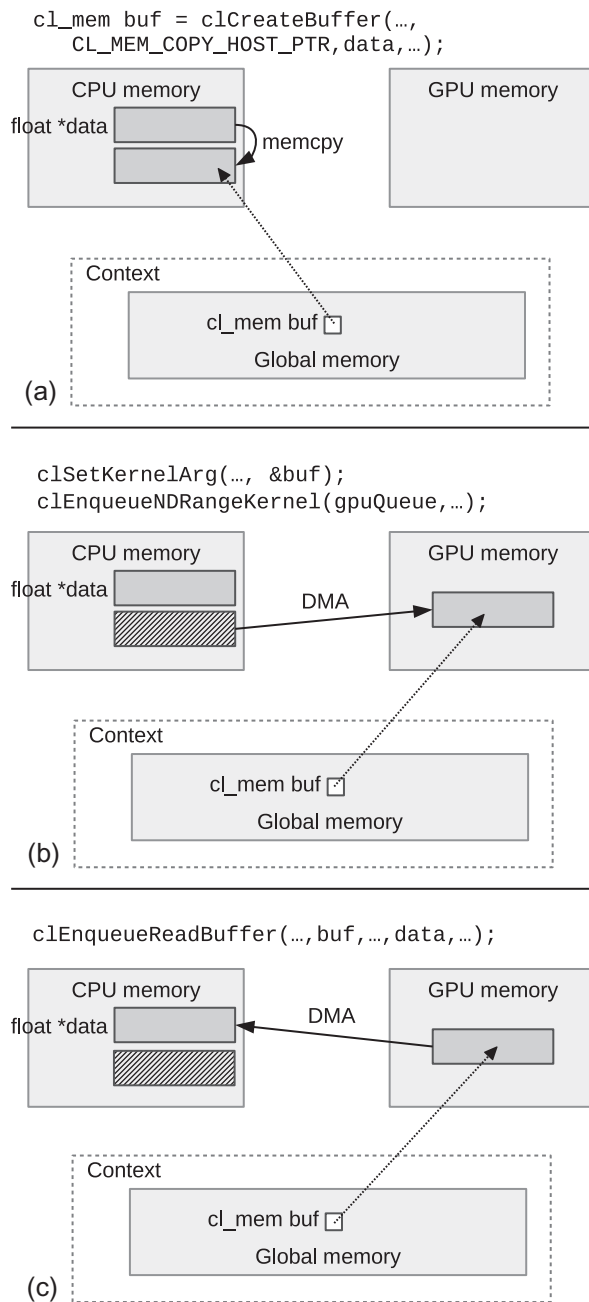 cl_mem buf = clCreateBuffer(…,
CL_MEM_COPY_HOST_PTR,data,…);
CPU memory
GPU memory
float *data
memcpy
Context
cl_mem buf
Global memory
(a)
clSetKernelArg(…, &buf);
clEnqueueNDRangeKernel(gpuQueue,…);
CPU memory
GPU memory
float *data
DMA
Context
cl_mem buf
Global memory
(b)
clEnqueueReadBuffer(…,buf,…,data,…);
CPU memory
GPU memory
float *data
DMA
Context
cl_mem buf
Global memory
(c)